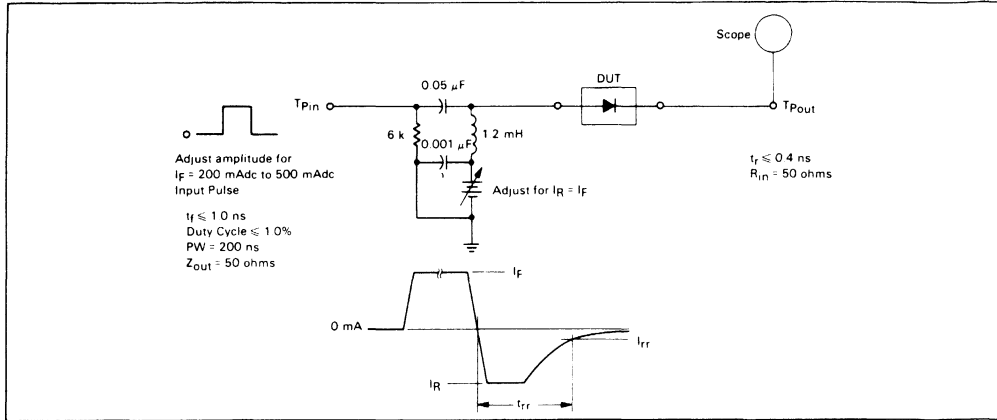 Scope
DUT
0.05 μF
TPin
TPout
6 k
1 2 mH
0.001 μF
Adjust amplitude for
IF = 200 mAdc to 500 mAdc
Input Pulse
Adjust for IR = IF
tr ≤ 0 4 ns
Rin = 50 ohms
tf ≤ 1 0 ns
Duty Cycle ≤ 1 0%
PW = 200 ns
Zout = 50 ohms
IF
0 mA
Irr
IR
trr